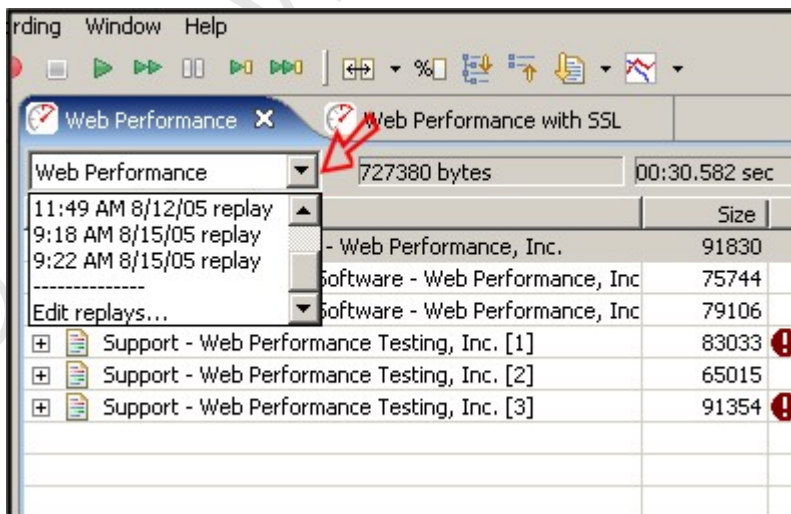 rding Window Help
Web Performance Web Performance with SSL
Web Performance 727380 bytes 00:30.582 sec
Size
11:49 AM 8/12/05 replay
9:18 AM 8/15/05 replay
9:22 AM 8/15/05 replay
--------------
Edit replays...
- Web Performance, Inc. 91830
Software - Web Performance, Inc 75744
Software - Web Performance, Inc 79106
Support - Web Performance Testing, Inc. [1] 83033
Support - Web Performance Testing, Inc. [2] 65015
Support - Web Performance Testing, Inc. [3] 91354